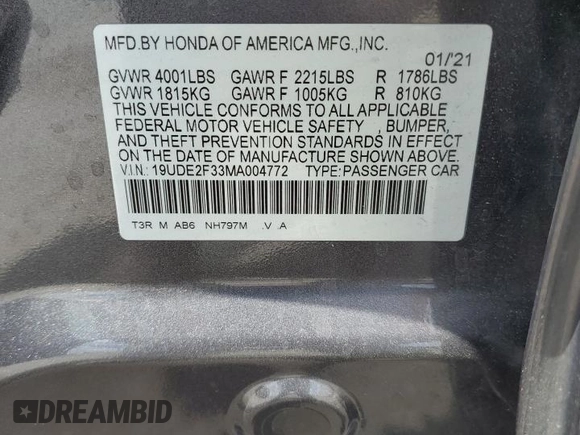 MFD.BY HONDA OF AMERICA MFG.,INC.
01/'21
GVWR 4001LBS GAWR F 2215LBS R 1786LBS
GVWR 1815KG GAWR F 1005KG R 810KG
THIS VEHICLE CONFORMS TO ALL APPLICABLE
FEDERAL MOTOR VEHICLE SAFETY , BUMPER,
AND THEFT PREVENTION STANDARDS IN EFFECT
ON THE DATE OF MANUFACTURE SHOWN ABOVE.
V.I.N.: 19UDE2F33MA004772 TYPE:PASSENGER CAR
T3R M AB6 NH797M .V .A
DREAMBID